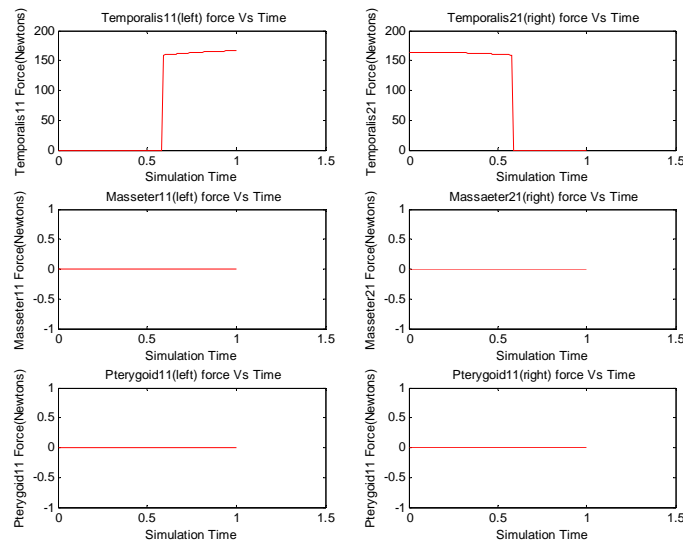 Temporalis11(left) force Vs Time
Temporalis11 Force(Newtons)
200
150
100
50
0
0 0.5 1 1.5
Simulation Time
Temporalis21(right) force Vs Time
Temporalis21 Force(Newtons)
200
150
100
50
0
0 0.5 1 1.5
Simulation Time
Masseter11(left) force Vs Time
Masseter11 Force(Newtons)
1
0.5
0
-0.5
-1
0 0.5 1 1.5
Simulation Time
Massaeter21(right) force Vs Time
Masseter21 Force(Newtons)
1
0.5
0
-0.5
-1
0 0.5 1 1.5
Simulation Time
Pterygoid11(left) force Vs Time
Pterygoid11 Force(Newtons)
1
0.5
0
-0.5
-1
0 0.5 1 1.5
Simulation Time
Pterygoid11(right) force Vs Time
Pterygoid11 Force(Newtons)
1
0.5
0
-0.5
-1
0 0.5 1 1.5
Simulation Time